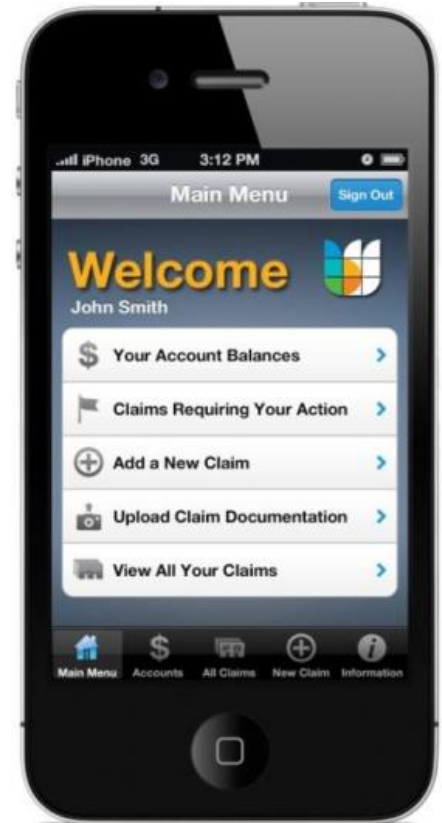 iPhone 3G 3:12 PM
Main Menu Sign Out
Welcome
John Smith
$ Your Account Balances
Claims Requiring Your Action
Add a New Claim
Upload Claim Documentation
View All Your Claims
$
Main Menu Accounts All Claims New Claim Information